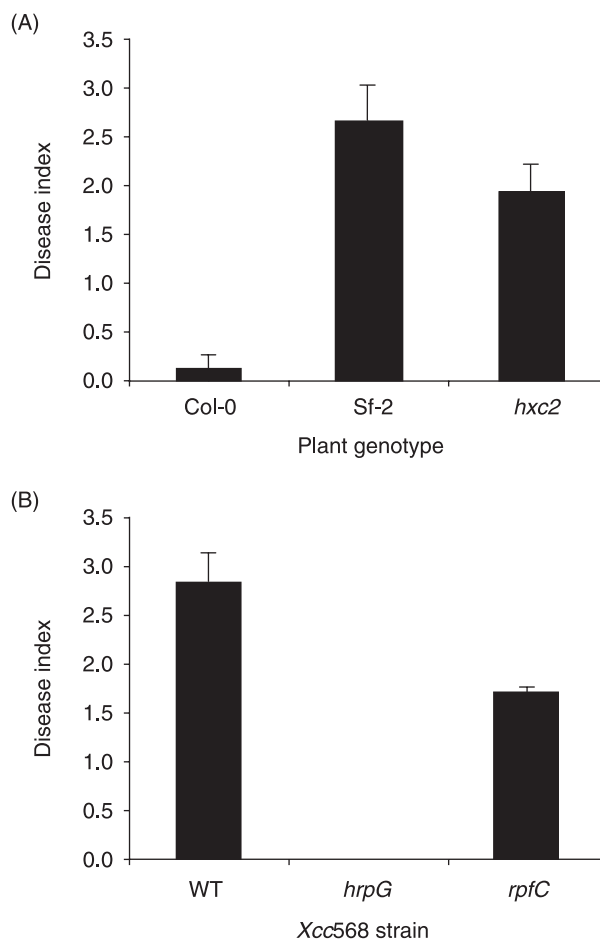 (A)
3.5
3.0
2.5
2.0
1.5
1.0
0.5
0.0
Disease index
Col-0 Sf-2 hxc2
Plant genotype
(B)
3.5
3.0
2.5
2.0
1.5
1.0
0.5
0.0
Disease index
WT hrpG rpfC
Xcc568 strain